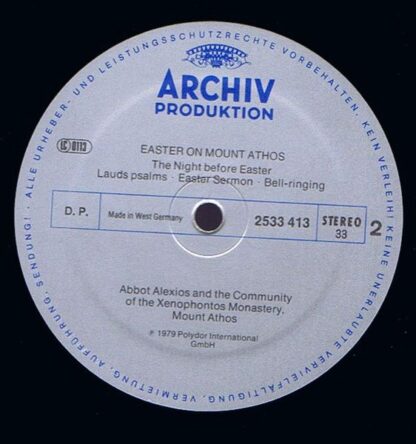 ALLE URHEBER- UND LEISTUNGSSCHUTZRECHTE VORBEHALTEN. KEIN VERLEIH! KEINE UNERLAUBTE VERVIELFÄLTIGUNG, VERMIETUNG, AUFFÜHRUNG, SENDUNG!
ARCHIV
PRODUKTION
LC 0113
EASTER ON MOUNT ATHOS
The Night before Easter
Lauds psalms · Easter Sermon · Bell-ringing
D. P.
Made in West Germany
2533 413
STEREO
33
2
Abbot Alexios and the Community
of the Xenophontos Monastery,
Mount Athos
℗ 1979 Polydor International
GmbH